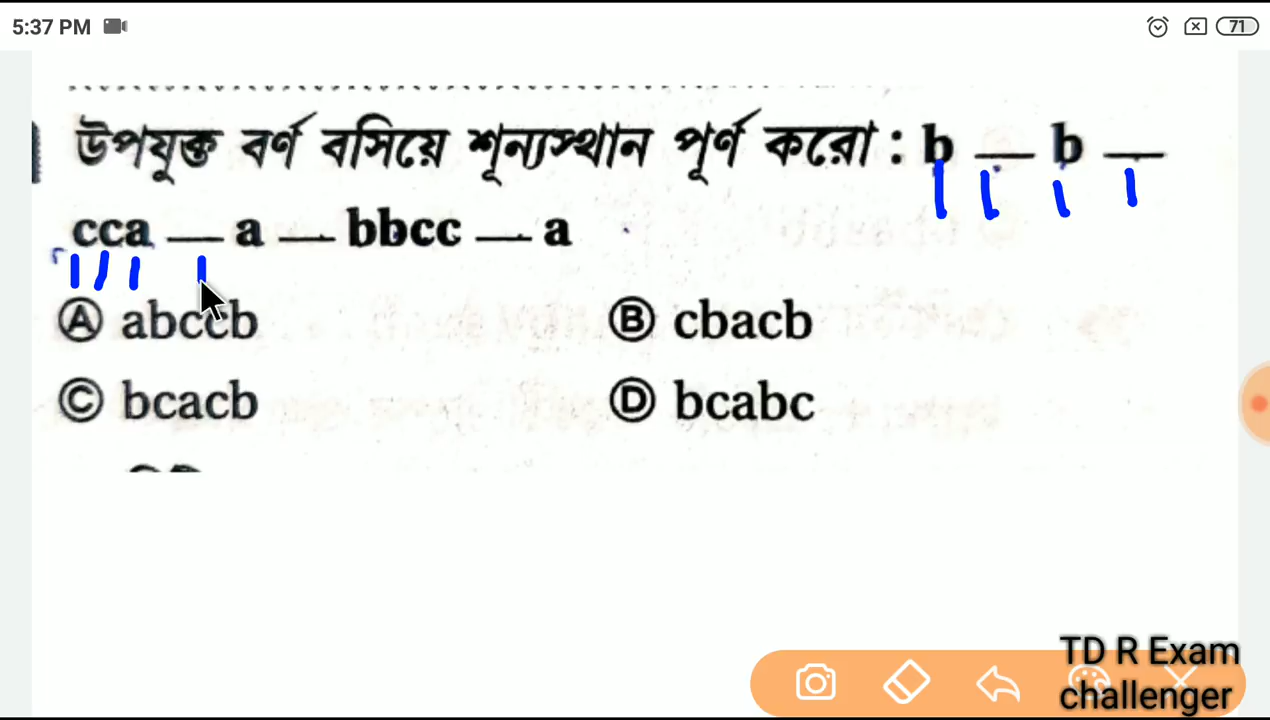 5:37 PM
71
উপযুক্ত বর্ণ বসিয়ে শূন্যস্থান পূর্ণ করো : b __ b __
cca __ a __ bbcc __ a
Ⓐ abccb
Ⓑ cbacb
Ⓒ bcacb
Ⓓ bcabc
TD R Exam
challenger